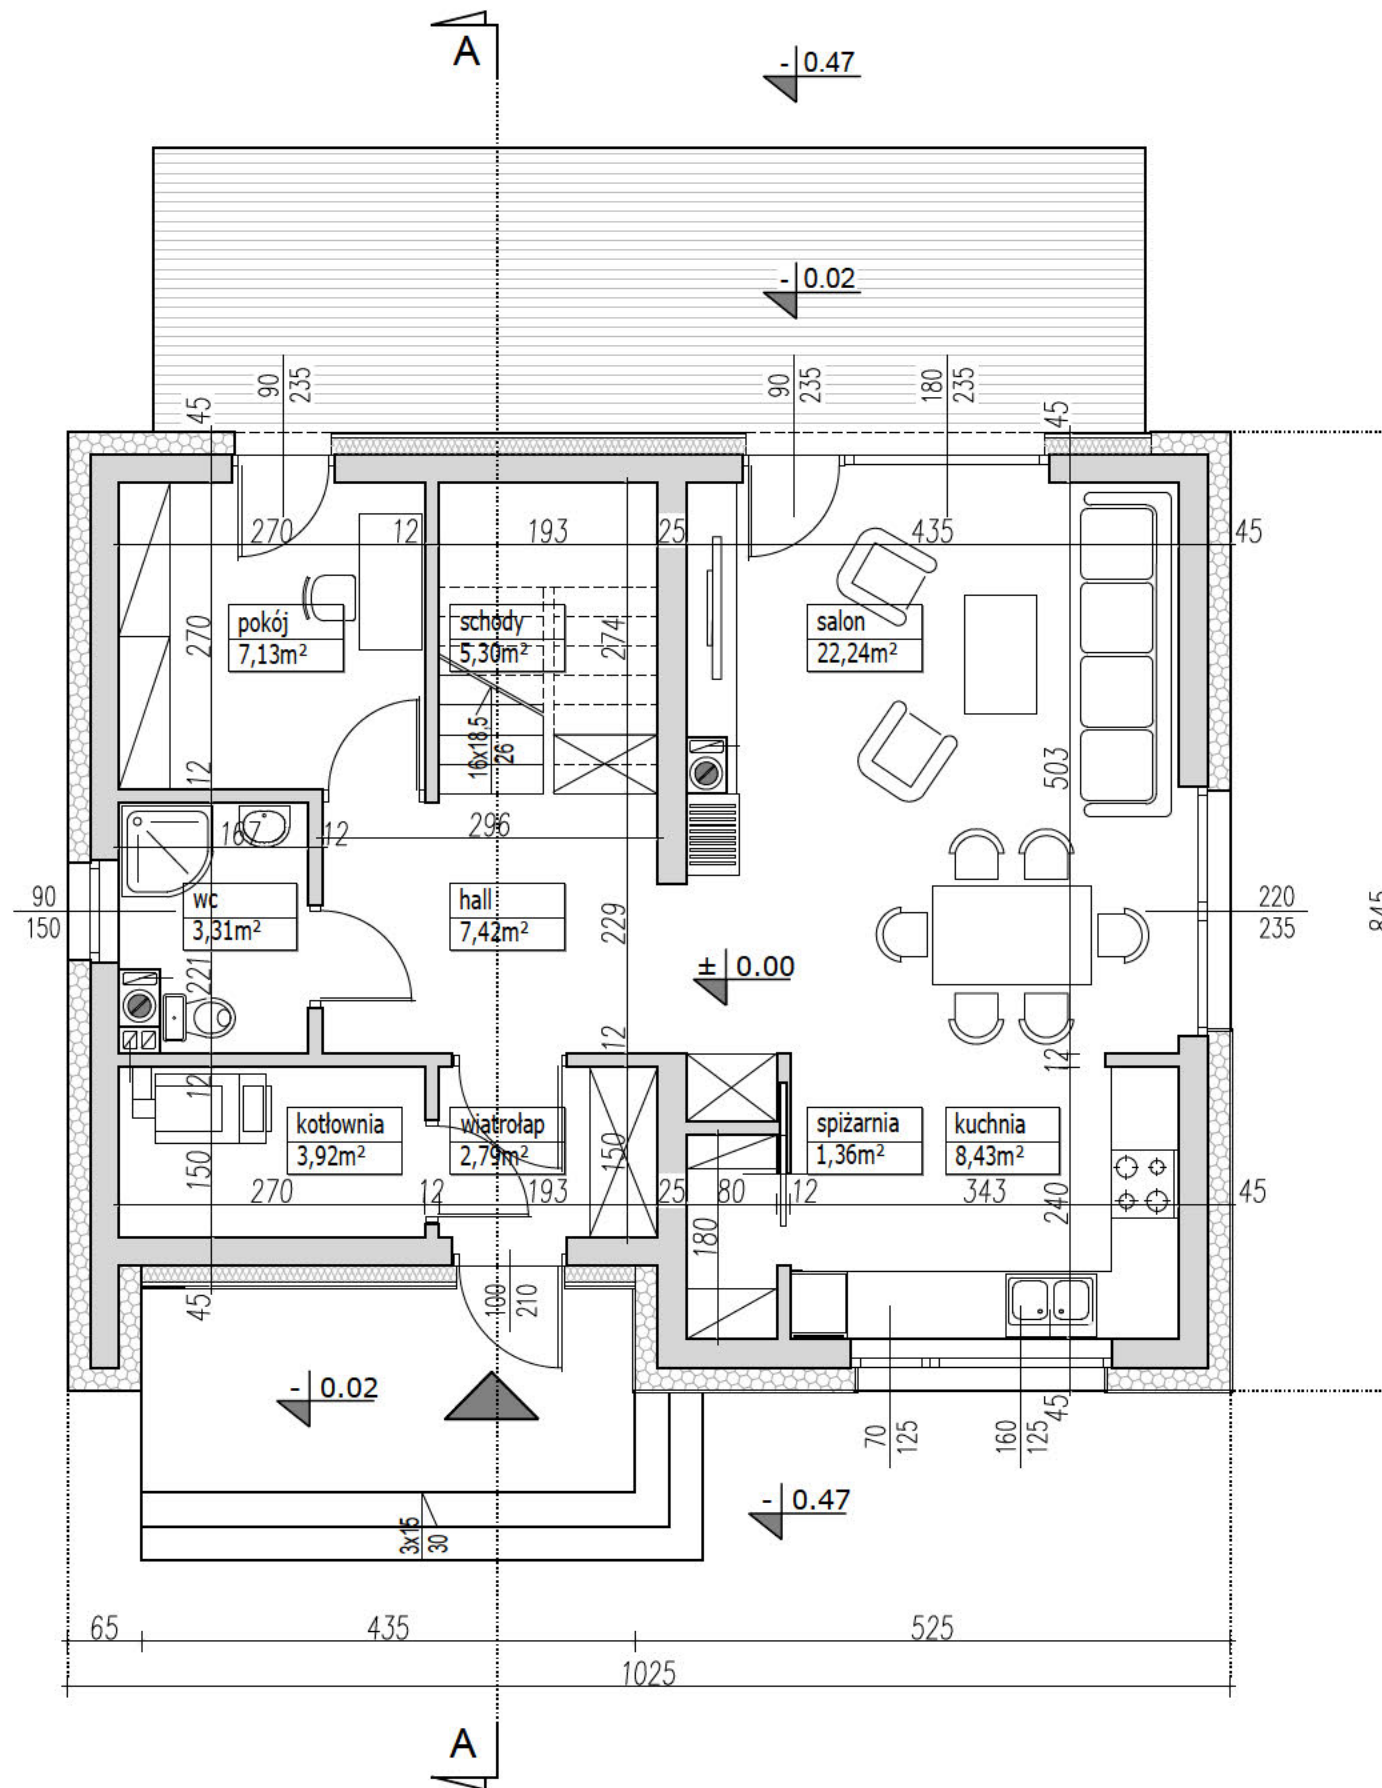 A
- 0.47
- 0.02
90
235
90
235
180
235
45
45
270
12
193
25
435
45
pokój
7,13m²
schody
5,30m²
salon
22,24m²
270
274
16x18,5
26
12
503
167
12
296
wc
3,31m²
hall
7,42m²
90
150
220
235
845
229
221
± 0.00
12
12
12
kotłownia
3,92m²
wiatrołap
2,79m²
spiżarnia
1,36m²
kuchnia
8,43m²
150
150
270
12
193
25
80
12
343
45
240
180
45
100
210
- 0.02
70
125
160
125
45
- 0.47
3x15
30
65
435
525
1025
A